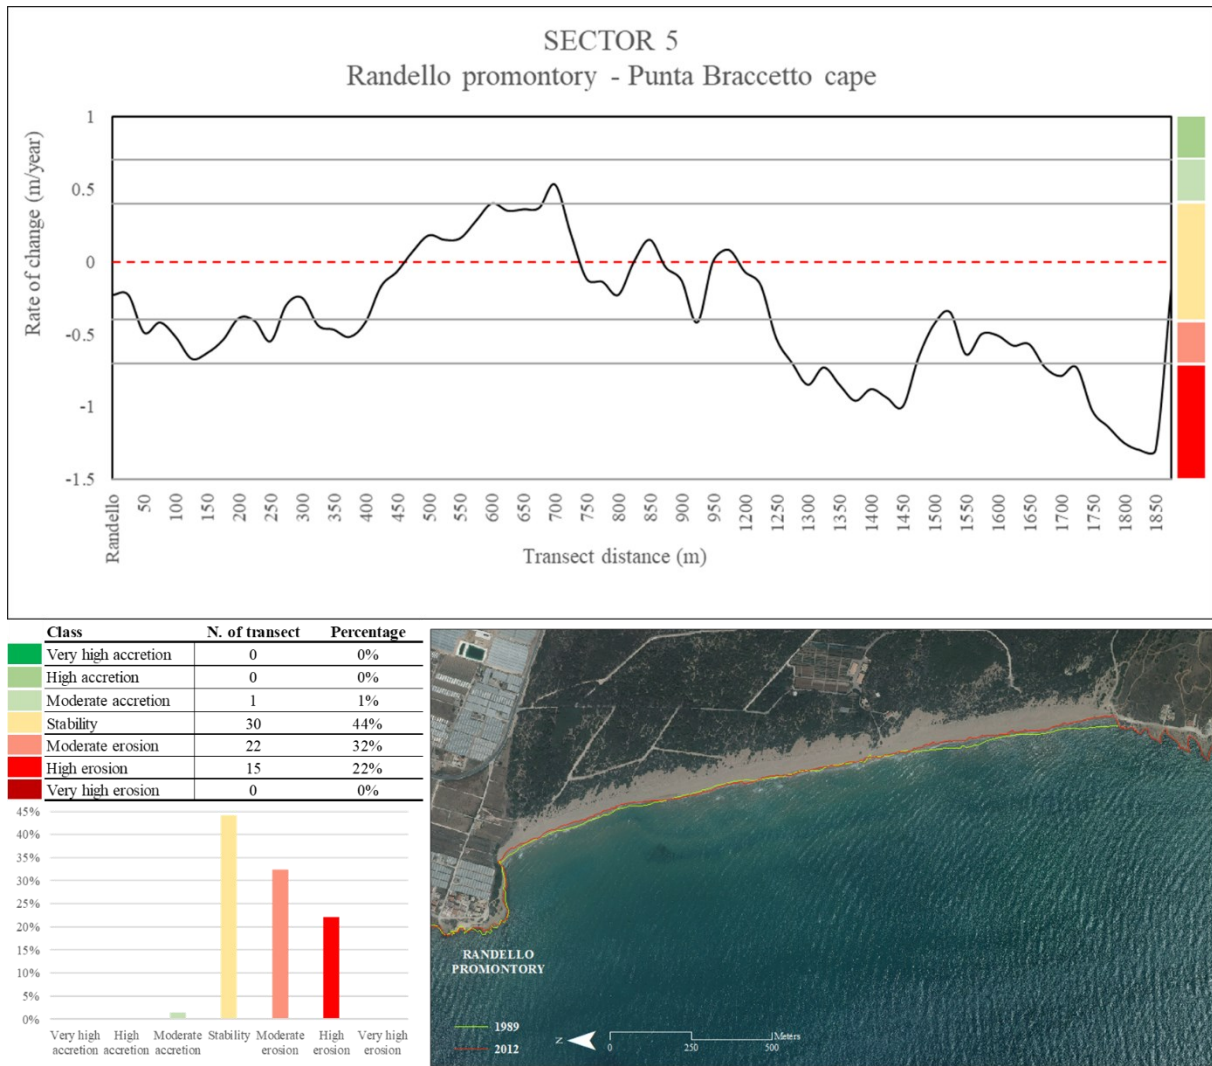 SECTOR 5
Randello promontory - Punta Braccetto cape
Rate of change (m/year)
1
0.5
0
-0.5
-1
-1.5
Randello
50
100
150
200
250
300
350
400
450
500
550
600
650
700
750
800
850
900
950
1200
1250
1300
1350
1400
1450
1500
1550
1600
1650
1700
1750
1800
1850
Transect distance (m)
Class N. of transect Percentage
Very high accretion 0 0%
High accretion 0 0%
Moderate accretion 1 1%
Stability 30 44%
Moderate erosion 22 32%
High erosion 15 22%
Very high erosion 0 0%
45%
40%
35%
30%
25%
20%
15%
10%
5%
0%
Very high accretion
High accretion
Moderate accretion
Stability
Moderate erosion
High erosion
Very high erosion
RANDELLO
PROMONTORY
1989
2012
N
Meters
0 250 500